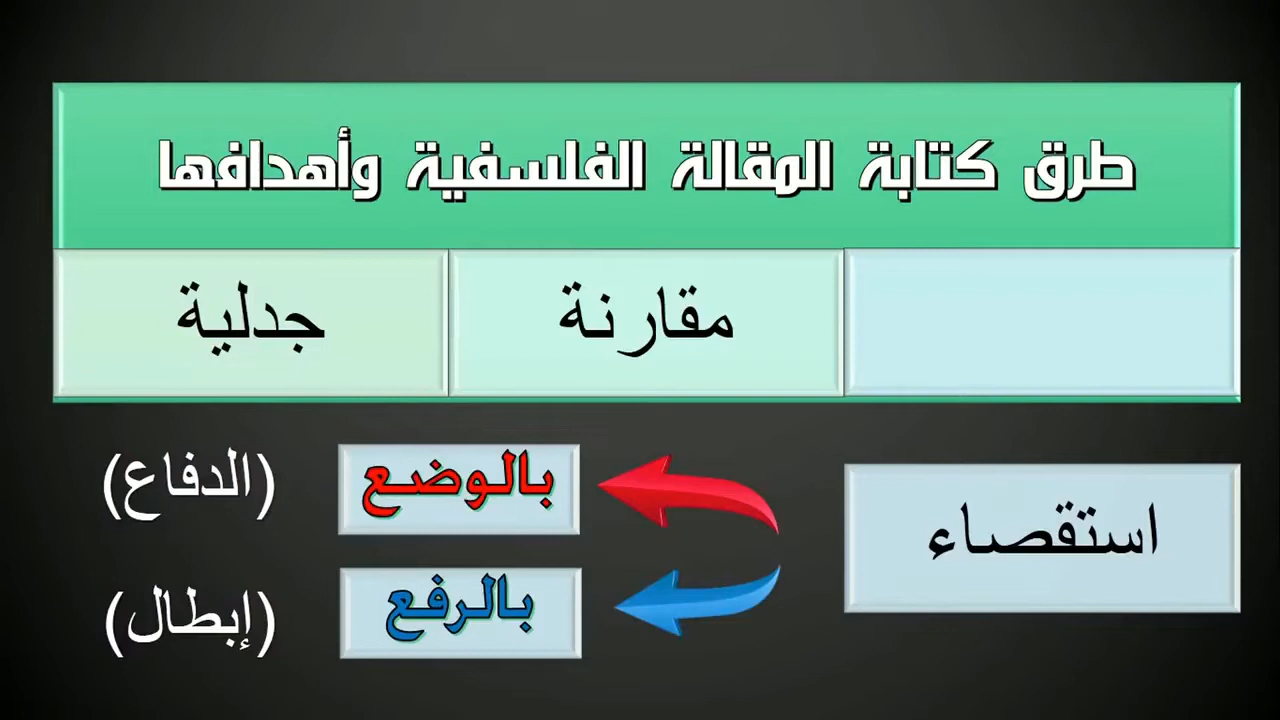 طرق كتابة المقالة الفلسفية وأهدافها
مقارنة
جدلية
استقصاء
بالوضع
(الدفاع)
بالرفع
(إبطال)